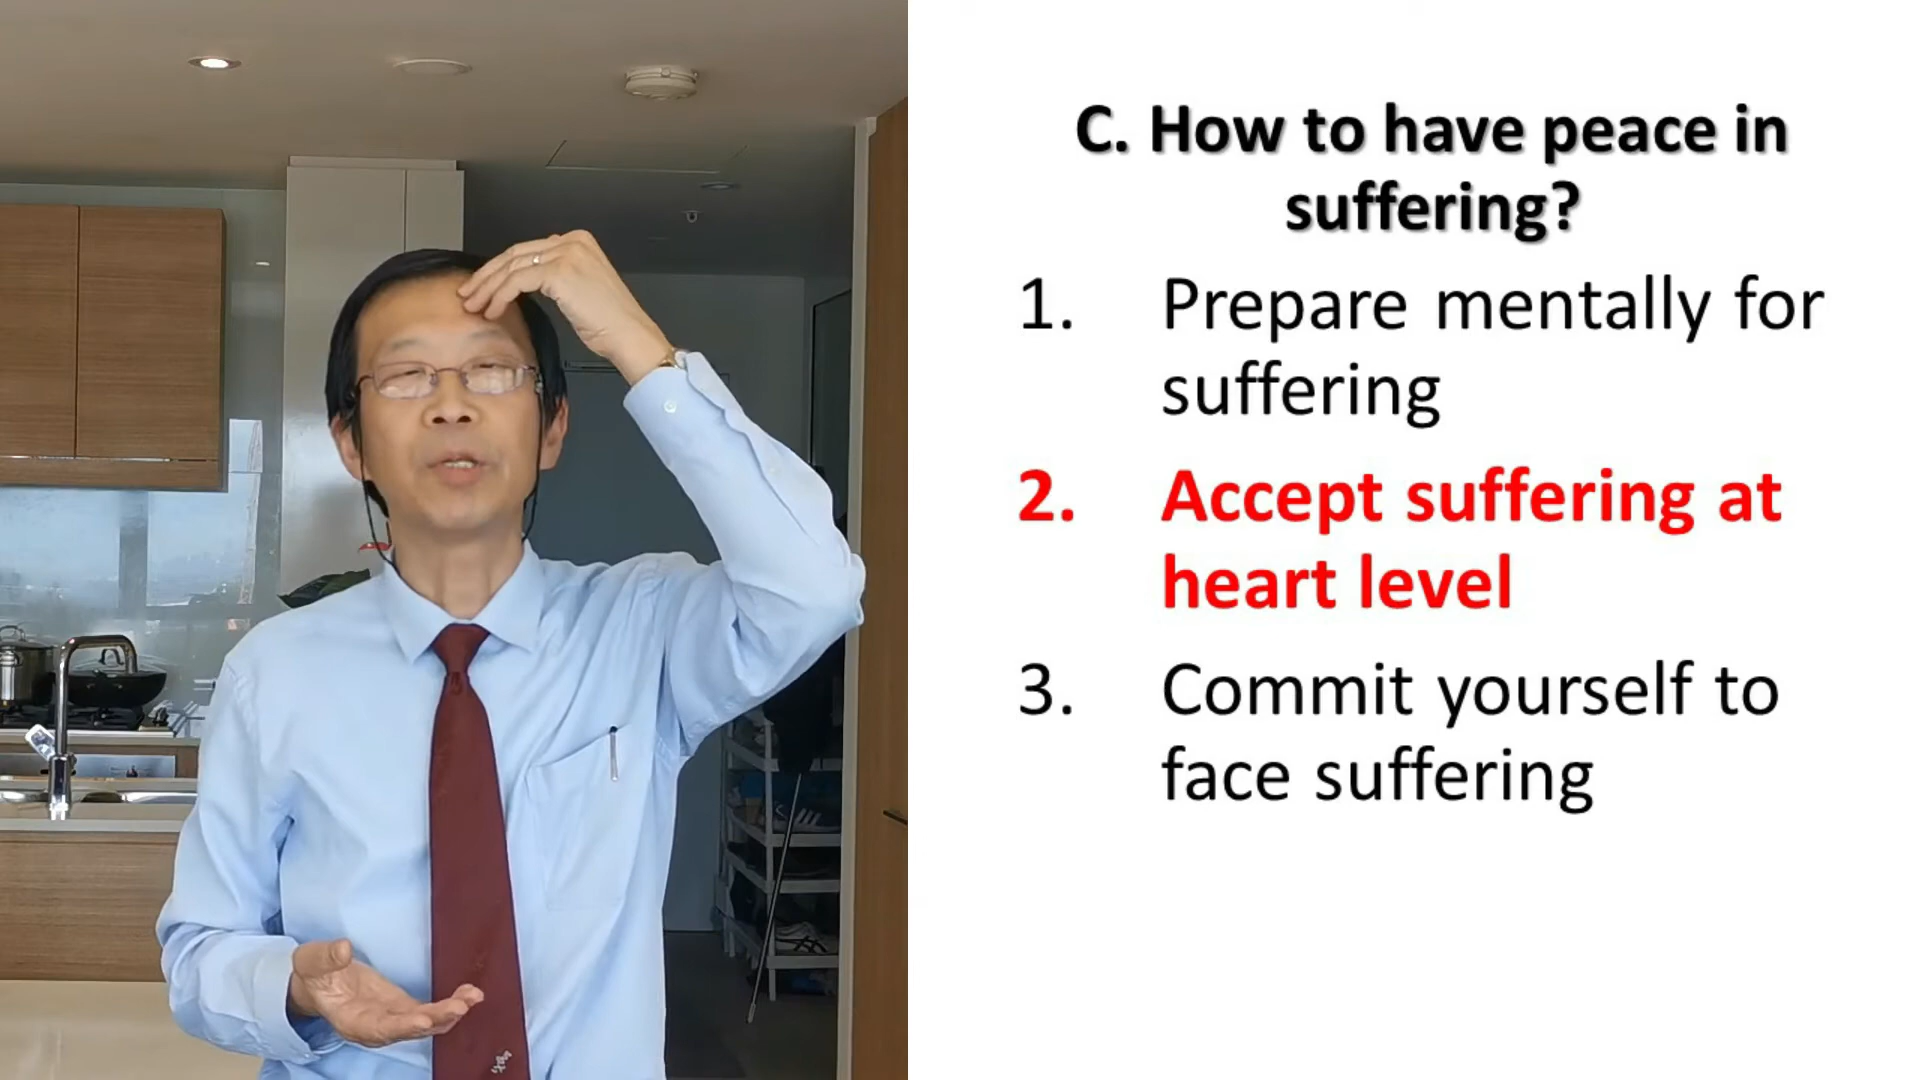 C. How to have peace in
suffering?
1. Prepare mentally for
suffering
2. Accept suffering at
heart level
3. Commit yourself to
face suffering